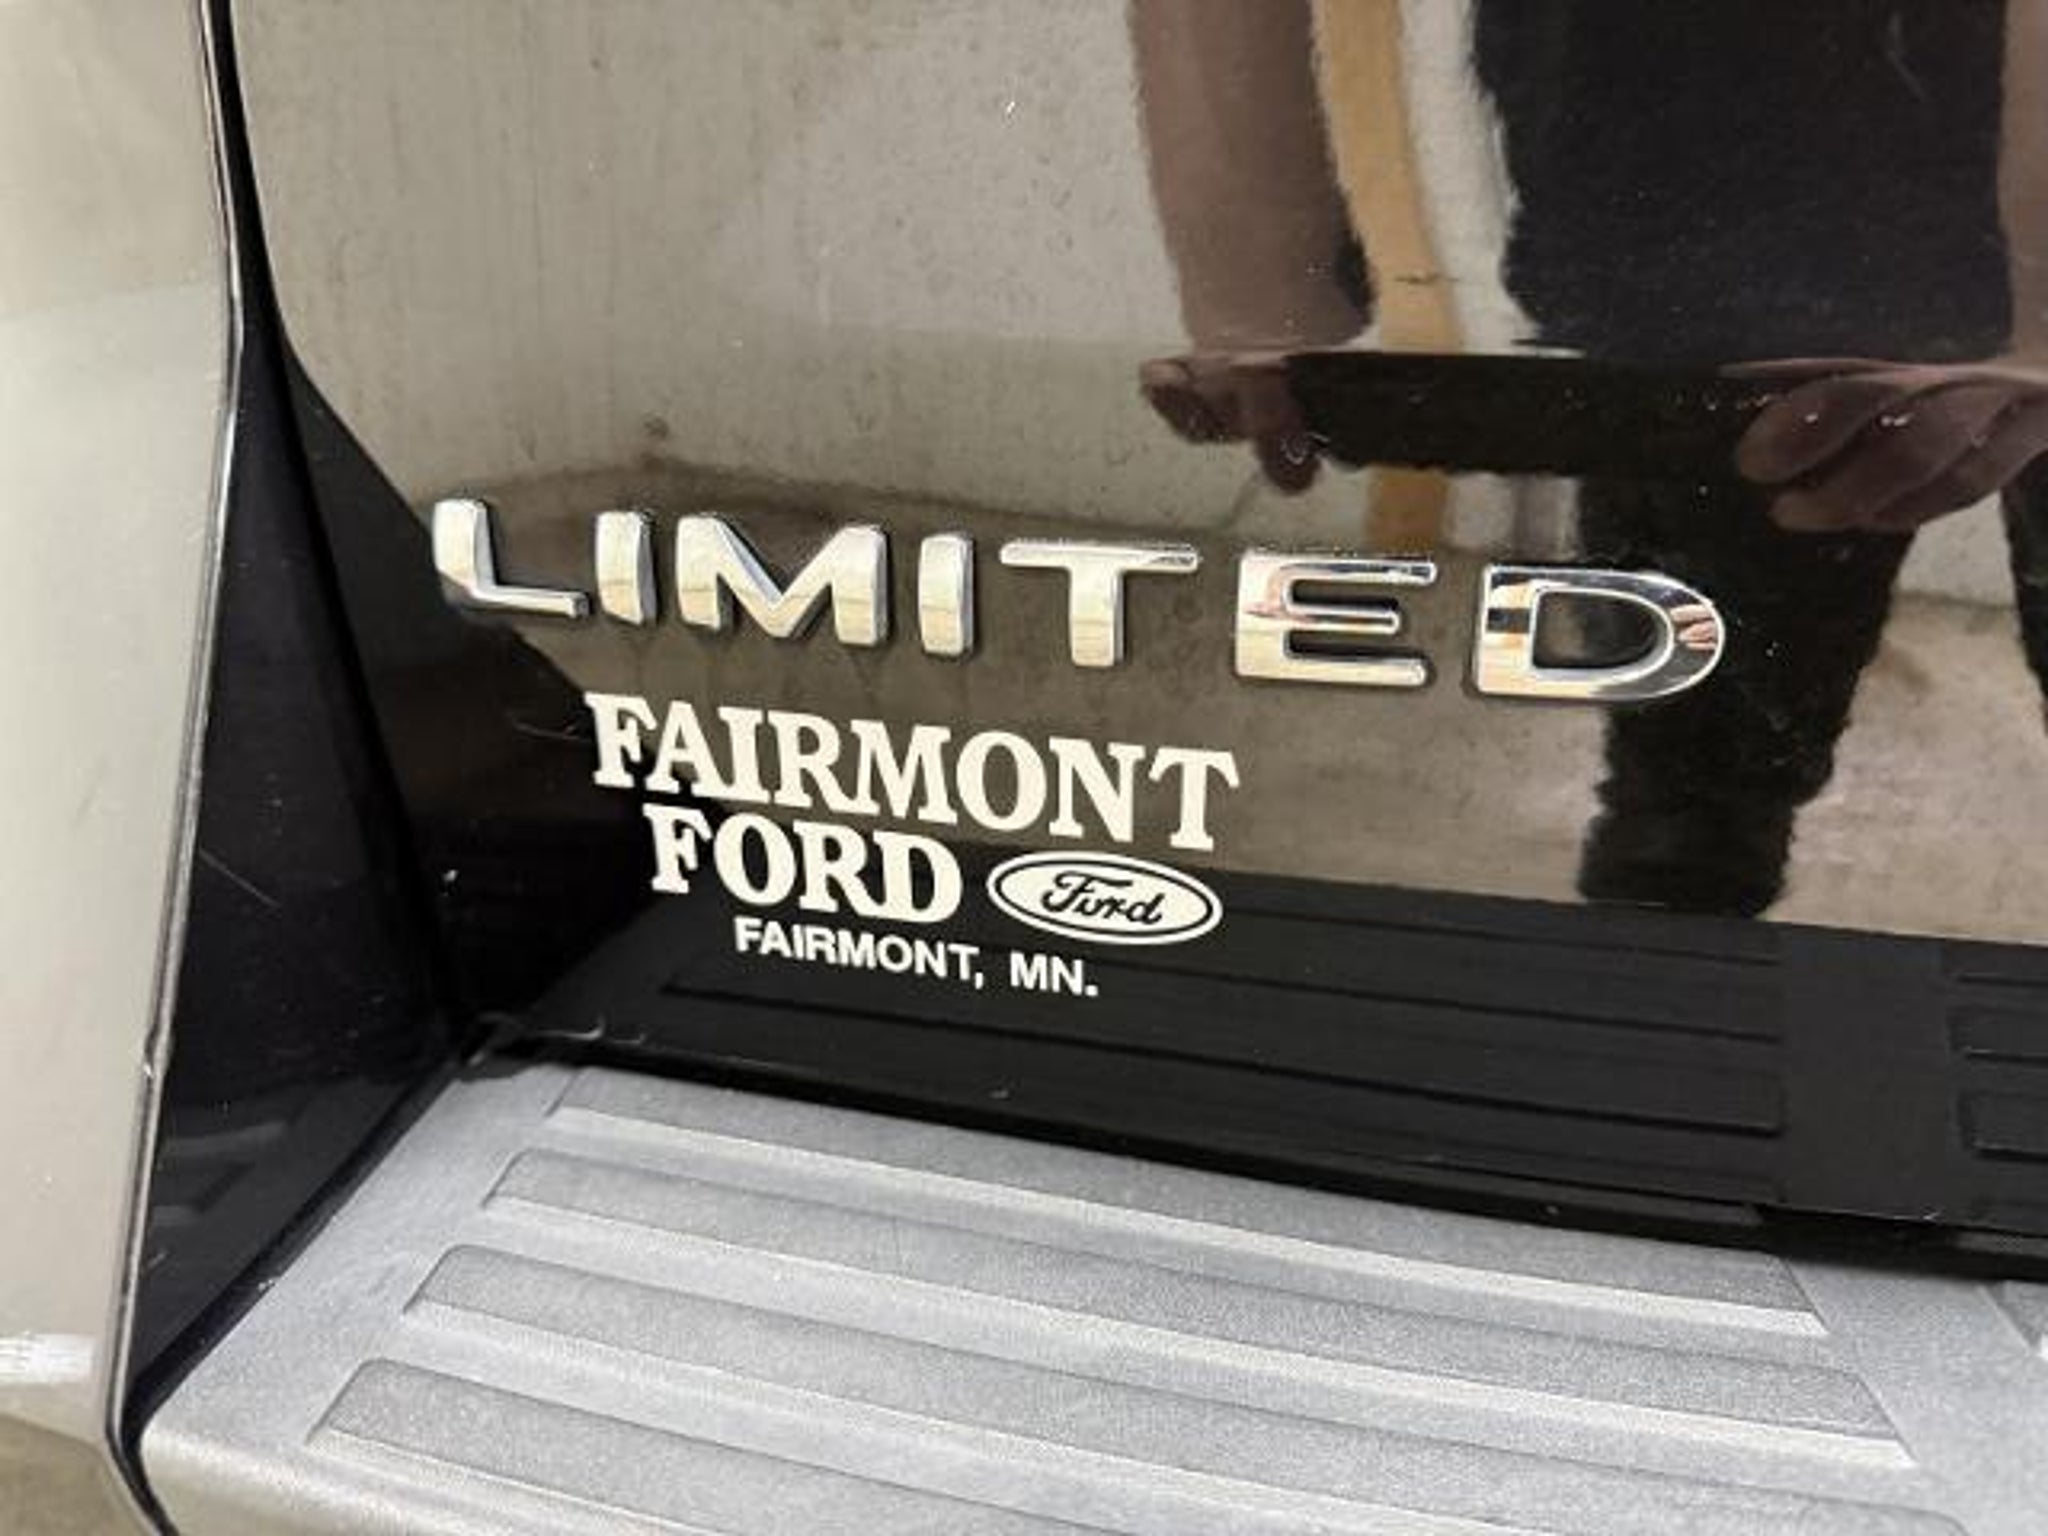 LIMITED
FAIRMONT
FORD Ford
FAIRMONT, MN.